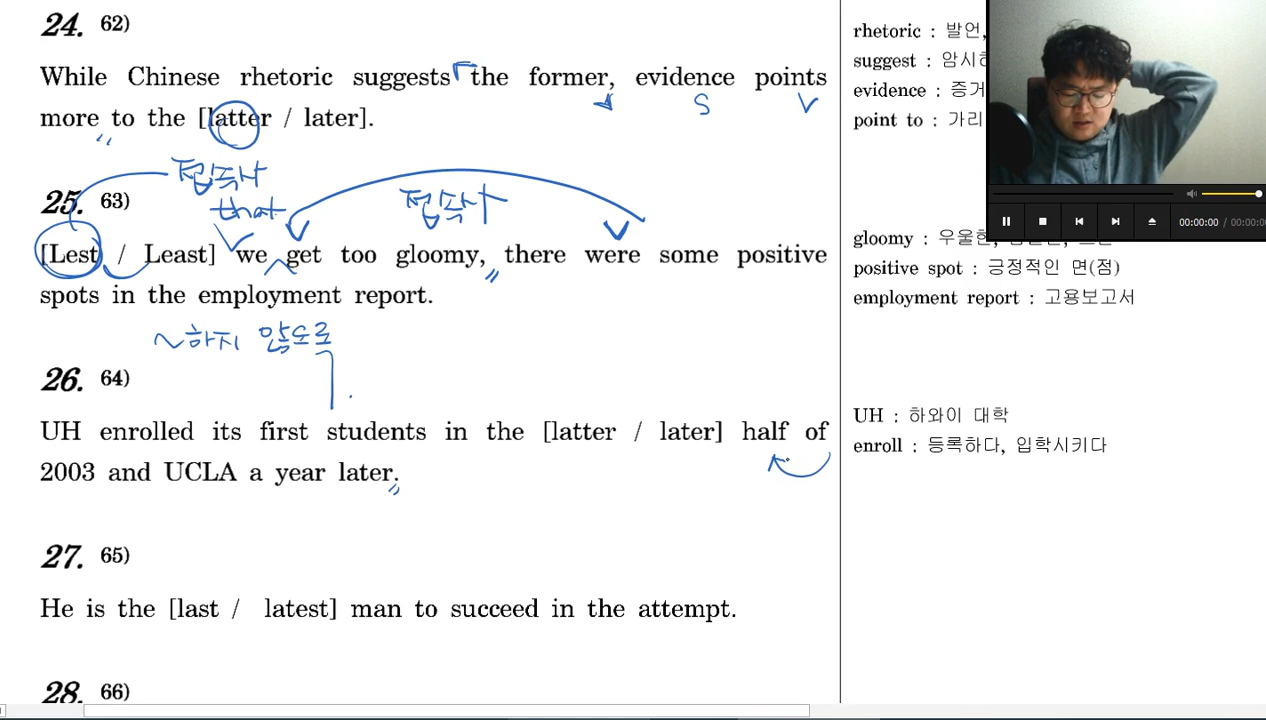 24. 62)
While Chinese rhetoric suggests the former, evidence points
more to the [latter / later].
S V
접속사
25. 63)
that
접속사
[Lest / Least] we get too gloomy, there were some positive
spots in the employment report.
~하지 않도록
26. 64)
UH enrolled its first students in the [latter / later] half of
2003 and UCLA a year later.
27. 65)
He is the [last / latest] man to succeed in the attempt.
28. 66)
rhetoric : 발언,
suggest : 암시하
evidence : 증거
point to : 가리
gloomy : 우울한,
positive spot : 긍정적인 면(점)
employment report : 고용보고서
UH : 하와이 대학
enroll : 등록하다, 입학시키다
00:00:00 / 00:00:0